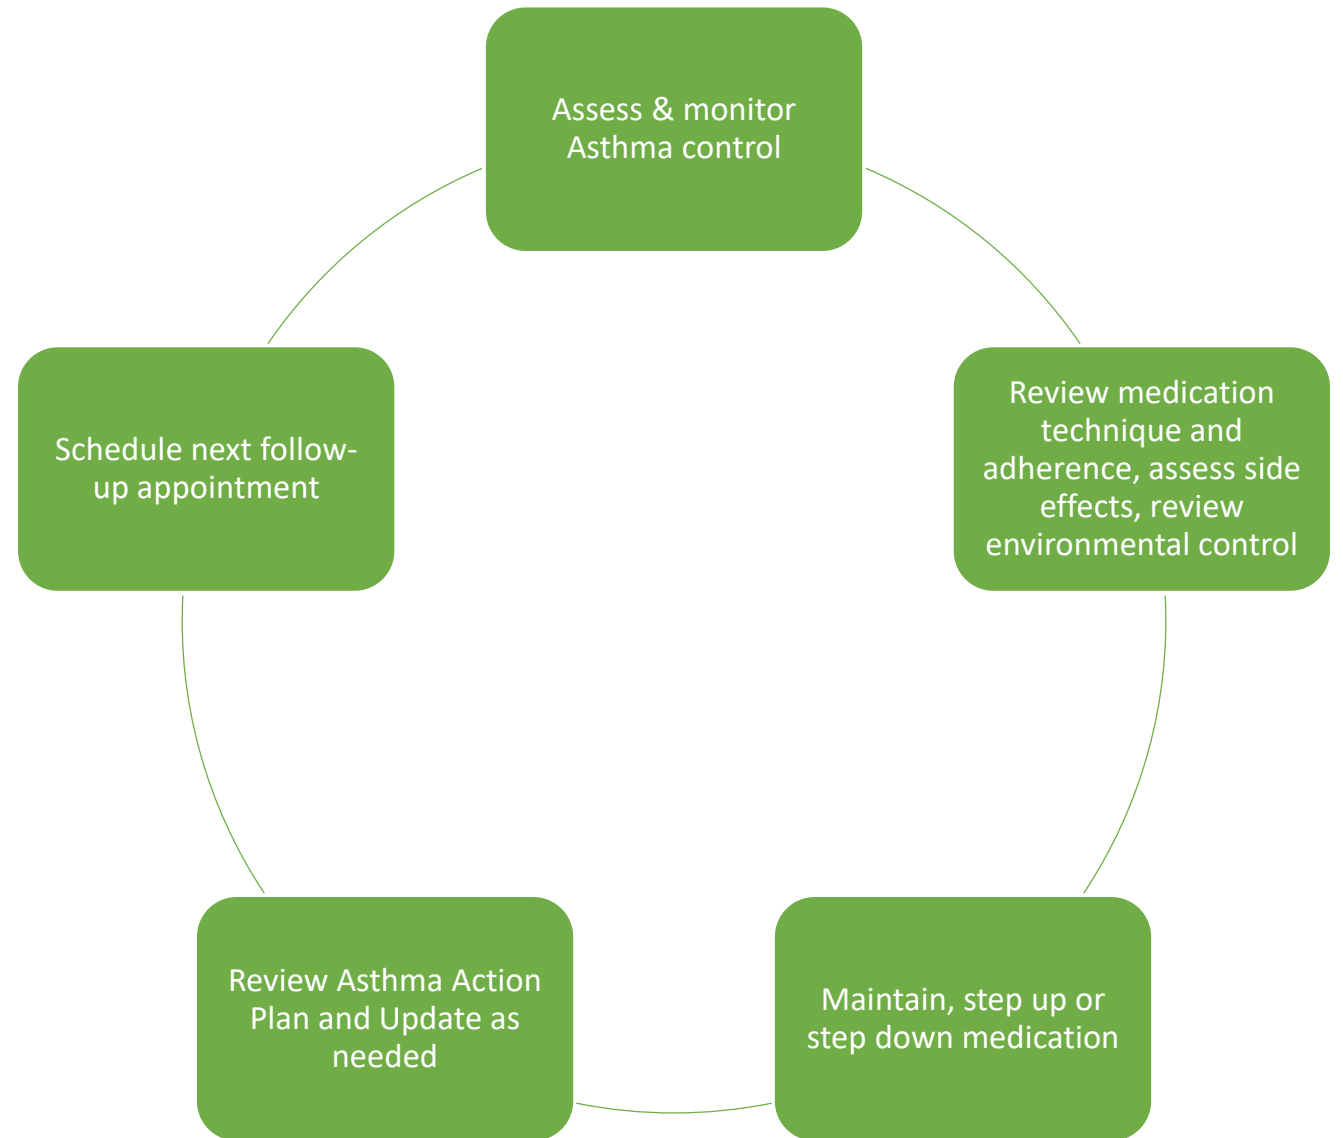 Assess & monitor
Asthma control
Review medication
technique and
adherence, assess side
effects, review
environmental control
Maintain, step up or
step down medication
Review Asthma Action
Plan and Update as
needed
Schedule next follow-
up appointment